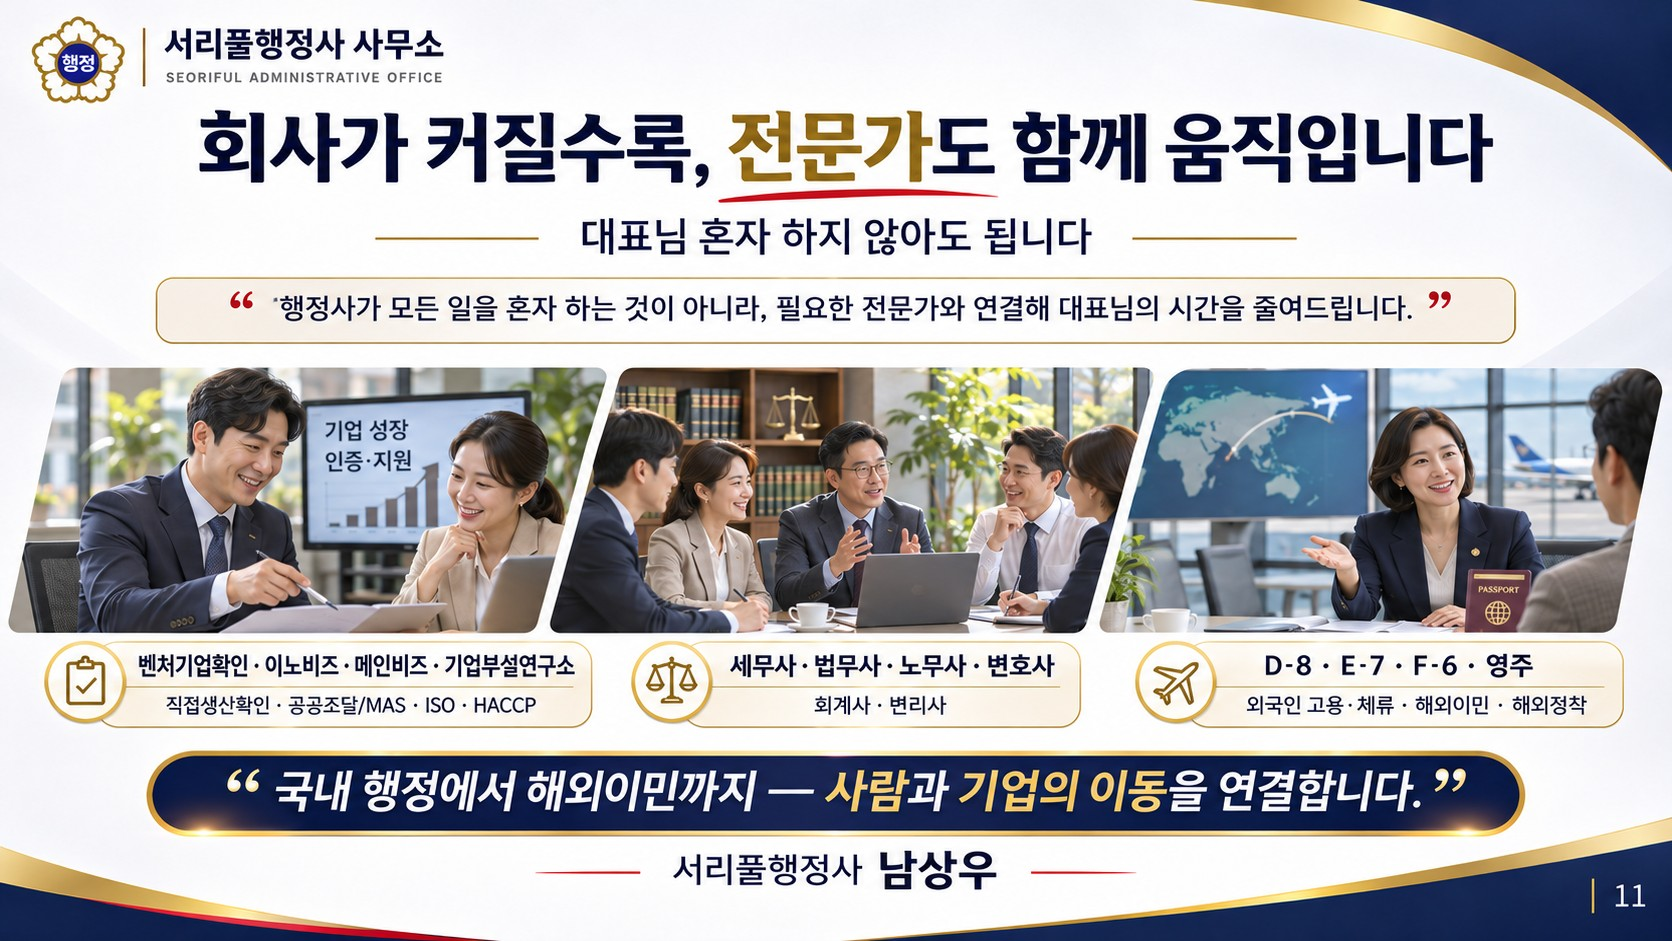 행정
서리풀행정사 사무소
SEORIFUL ADMINISTRATIVE OFFICE
회사가 커질수록, 전문가도 함께 움직입니다
대표님 혼자 하지 않아도 됩니다
“ "행정사가 모든 일을 혼자 하는 것이 아니라, 필요한 전문가와 연결해 대표님의 시간을 줄여드립니다. ”
기업 성장
인증·지원
PASSPORT
벤처기업확인 · 이노비즈 · 메인비즈 · 기업부설연구소
직접생산확인 · 공공조달/MAS · ISO · HACCP
세무사 · 법무사 · 노무사 · 변호사
회계사 · 변리사
D-8 · E-7 · F-6 · 영주
외국인 고용 · 체류 · 해외이민 · 해외정착
“ 국내 행정에서 해외이민까지 — 사람과 기업의 이동을 연결합니다. ”
서리풀행정사 남상우
11